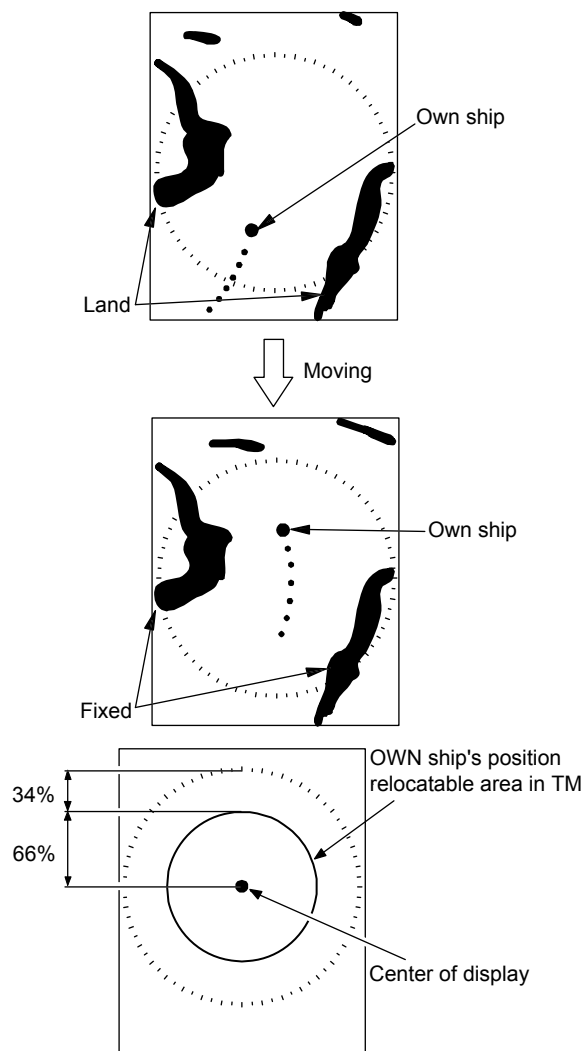 Own ship
Land
Moving
Own ship
Fixed
OWN ship's position
relocatable area in TM
34%
66%
Center of display